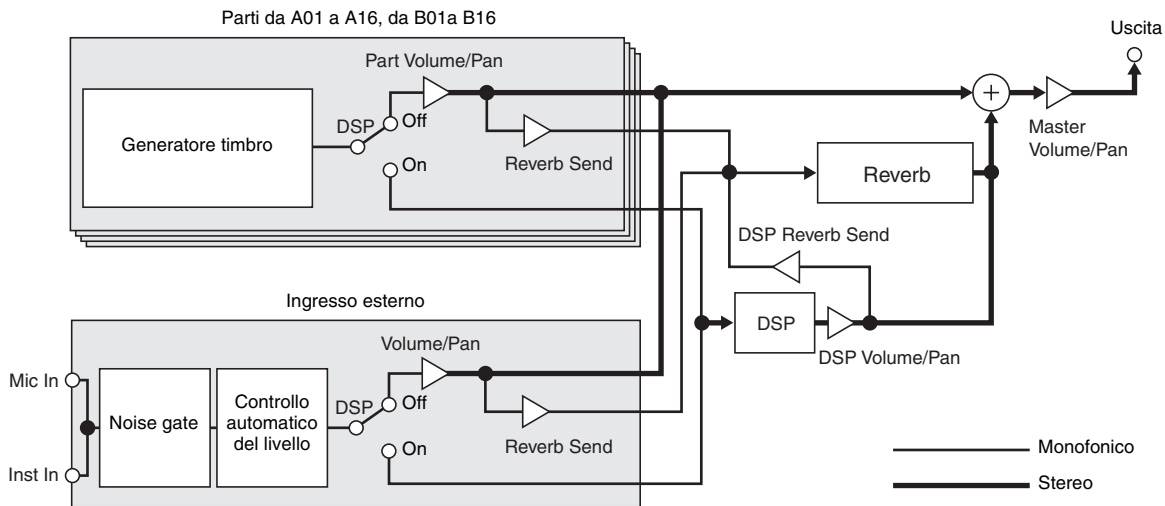 Parti da A01 a A16, da B01a B16
Uscita
Part Volume/Pan
DSP
Off
Generatore timbro
Reverb Send
On
Master
Volume/Pan
Reverb
DSP Reverb Send
Ingresso esterno
DSP
DSP Volume/Pan
Volume/Pan
Mic In
DSP
Off
Noise gate
Controllo
automatico
del livello
Reverb Send
On
Inst In
Monofonico
Stereo